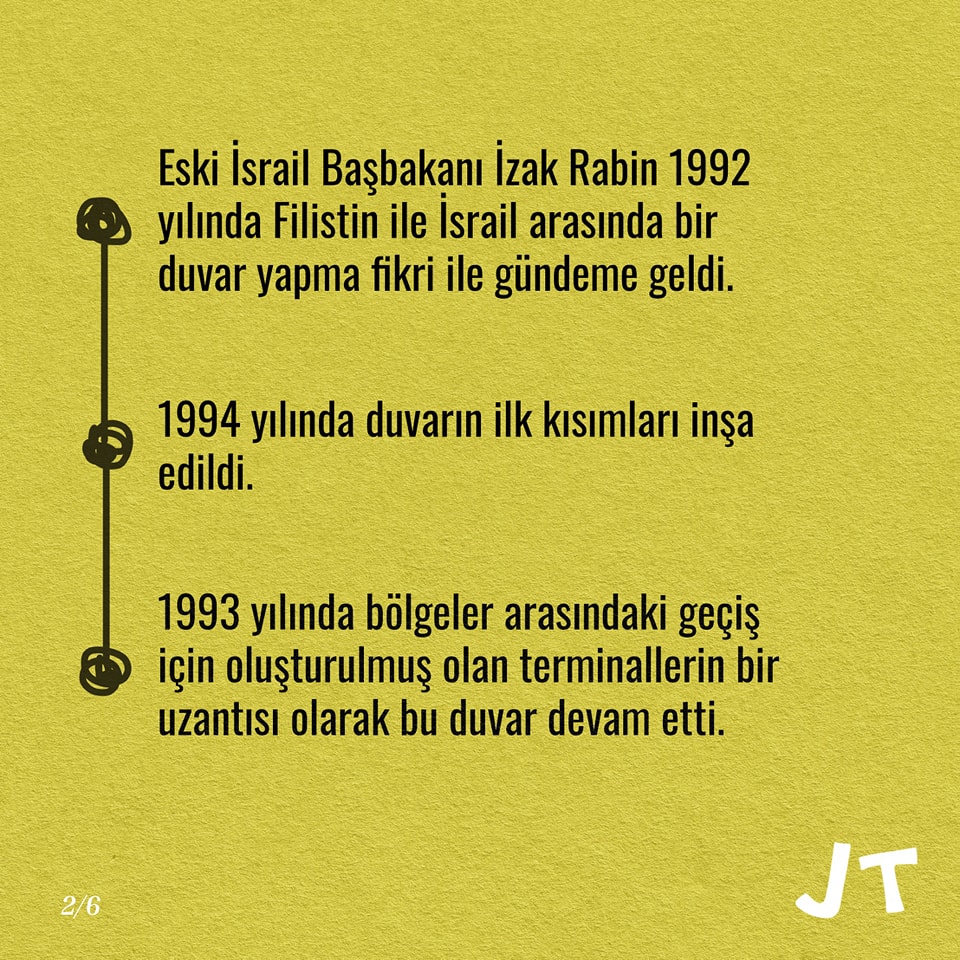 Eski İsrail Başbakanı İzak Rabin 1992
yılında Filistin ile İsrail arasında bir
duvar yapma fikri ile gündeme geldi.
1994 yılında duvarın ilk kısımları inşa
edildi.
1993 yılında bölgeler arasındaki geçiş
için oluşturulmuş olan terminallerin bir
uzantısı olarak bu duvar devam etti.
2/6
JT